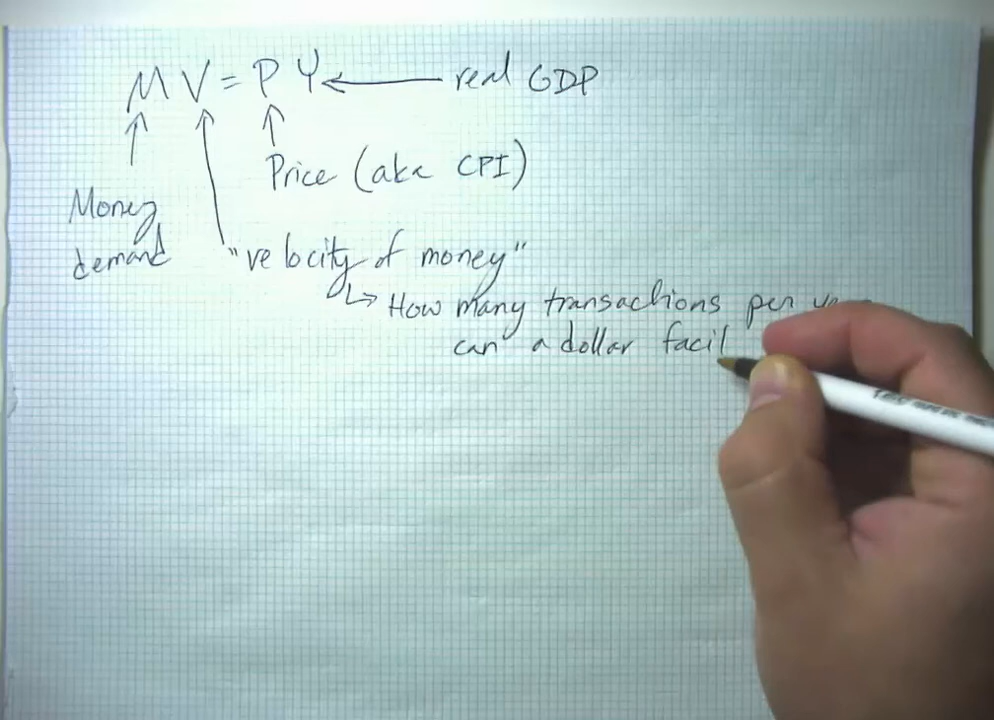 M V = P Y ← real GDP
Price (aka CPI)
Money
demand
"velocity of money"
↳ How many transactions per
can a dollar facil